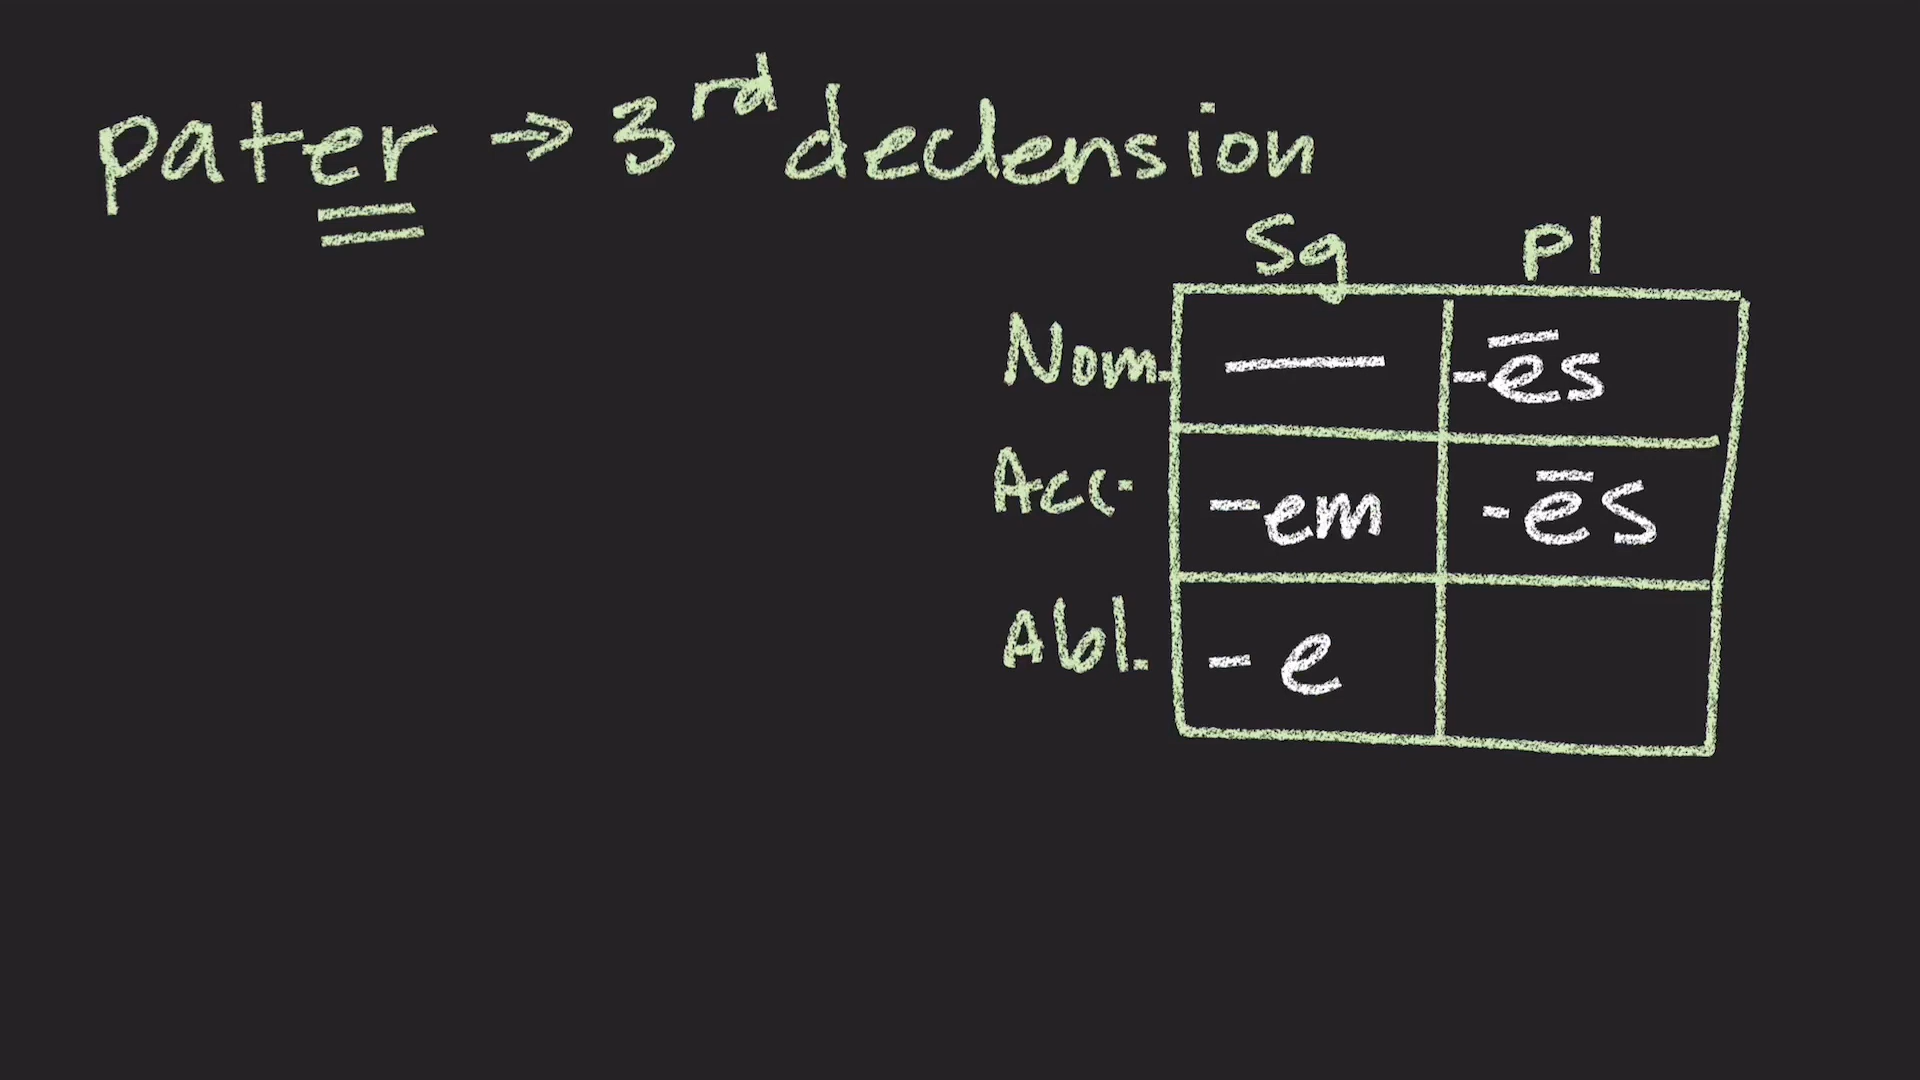 pater → 3rd declension
Sg Pl
Nom. — -ēs
Acc. -em -ēs
Abl. -e